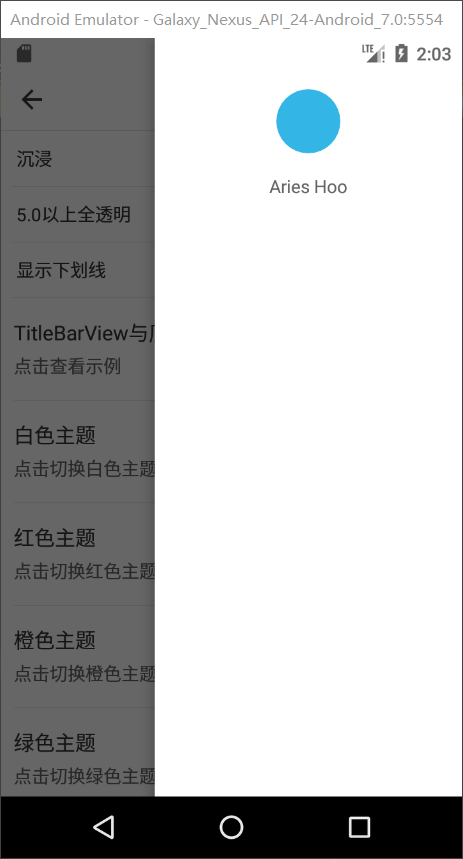 Android Emulator - Galaxy_Nexus_API_24-Android_7.0:5554
LTE 2:03
Aries Hoo
沉浸
5.0以上全透明
显示下划线
TitleBarView与
点击查看示例
白色主题
点击切换白色主题
红色主题
点击切换红色主题
橙色主题
点击切换橙色主题
绿色主题
点击切换绿色主题